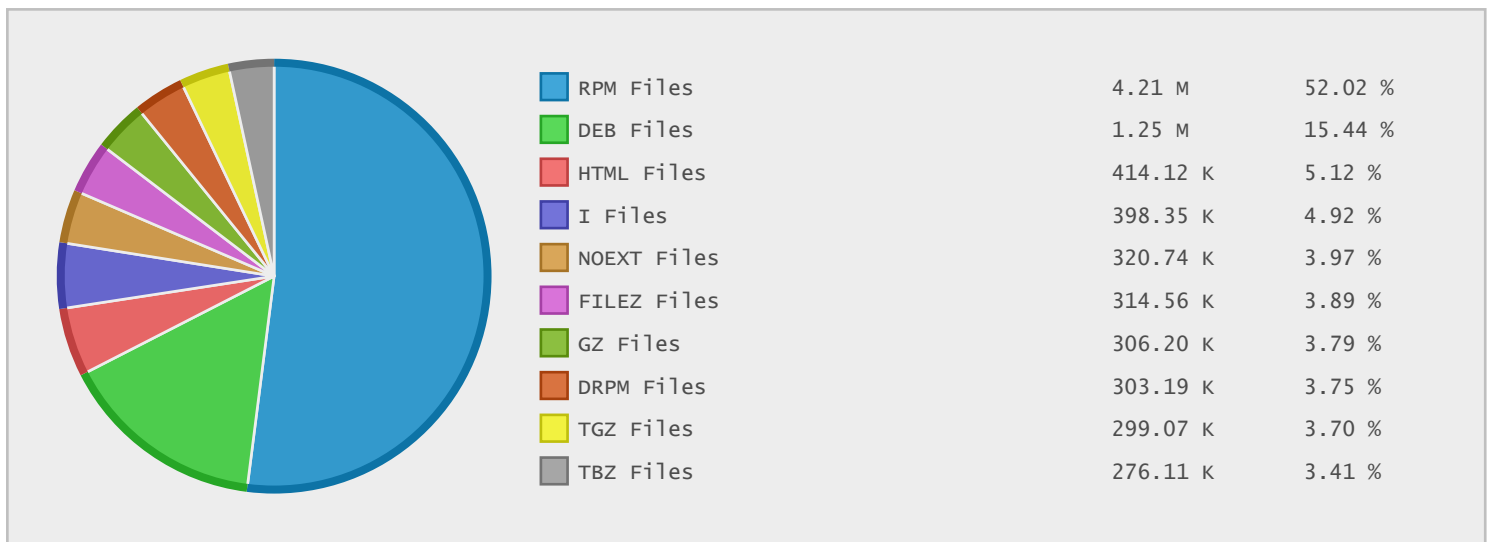 RPM Files 4.21 M 52.02 %
DEB Files 1.25 M 15.44 %
HTML Files 414.12 K 5.12 %
I Files 398.35 K 4.92 %
NOEXT Files 320.74 K 3.97 %
FILEZ Files 314.56 K 3.89 %
GZ Files 306.20 K 3.79 %
DRPM Files 303.19 K 3.75 %
TGZ Files 299.07 K 3.70 %
TBZ Files 276.11 K 3.41 %